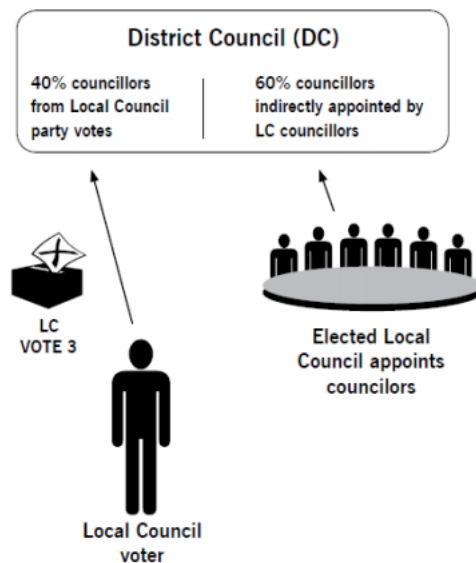 District Council (DC)
40% councillors
from Local Council
party votes
60% councillors
indirectly appointed by
LC councillors
LC
VOTE 3
Elected Local
Council appoints
councilors
Local Council
voter